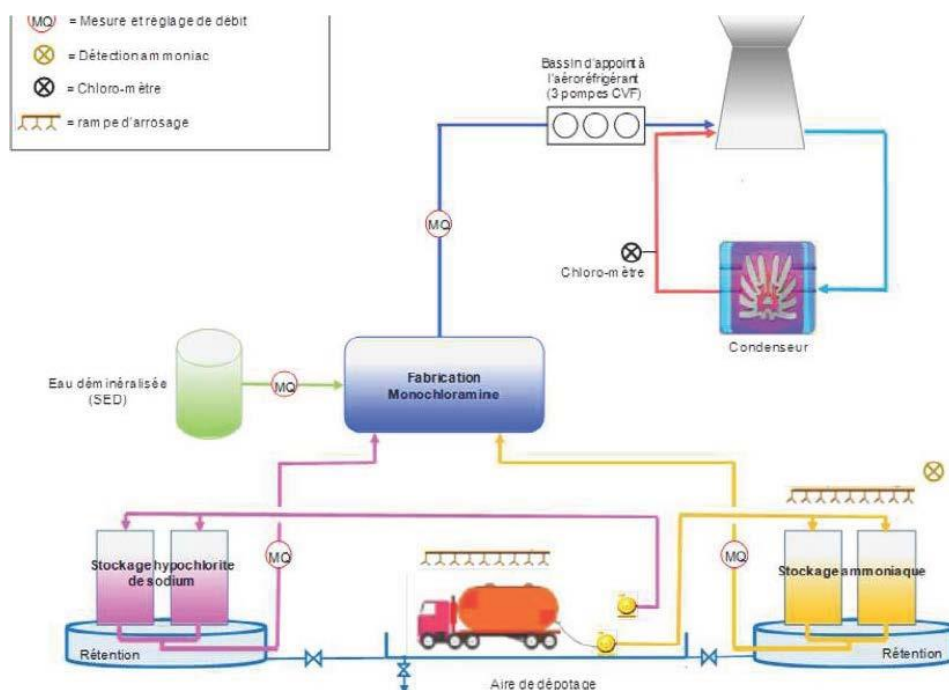 MQ = Mesure et réglage de débit
= Détection ammoniac
= Chloro-mètre
= rampe d'arrosage
Bassin d'appoint à
l'aéroréfrigérant
(3 pompes CVF)
MQ
Chloro-mètre
Condenseur
Eau déminéralisée
(SED)
MQ
Fabrication
Monochloramine
Stockage hypochlorite
de sodium
MQ
MQ
Stockage ammoniaque
Rétention
Rétention
Aire de dépotage